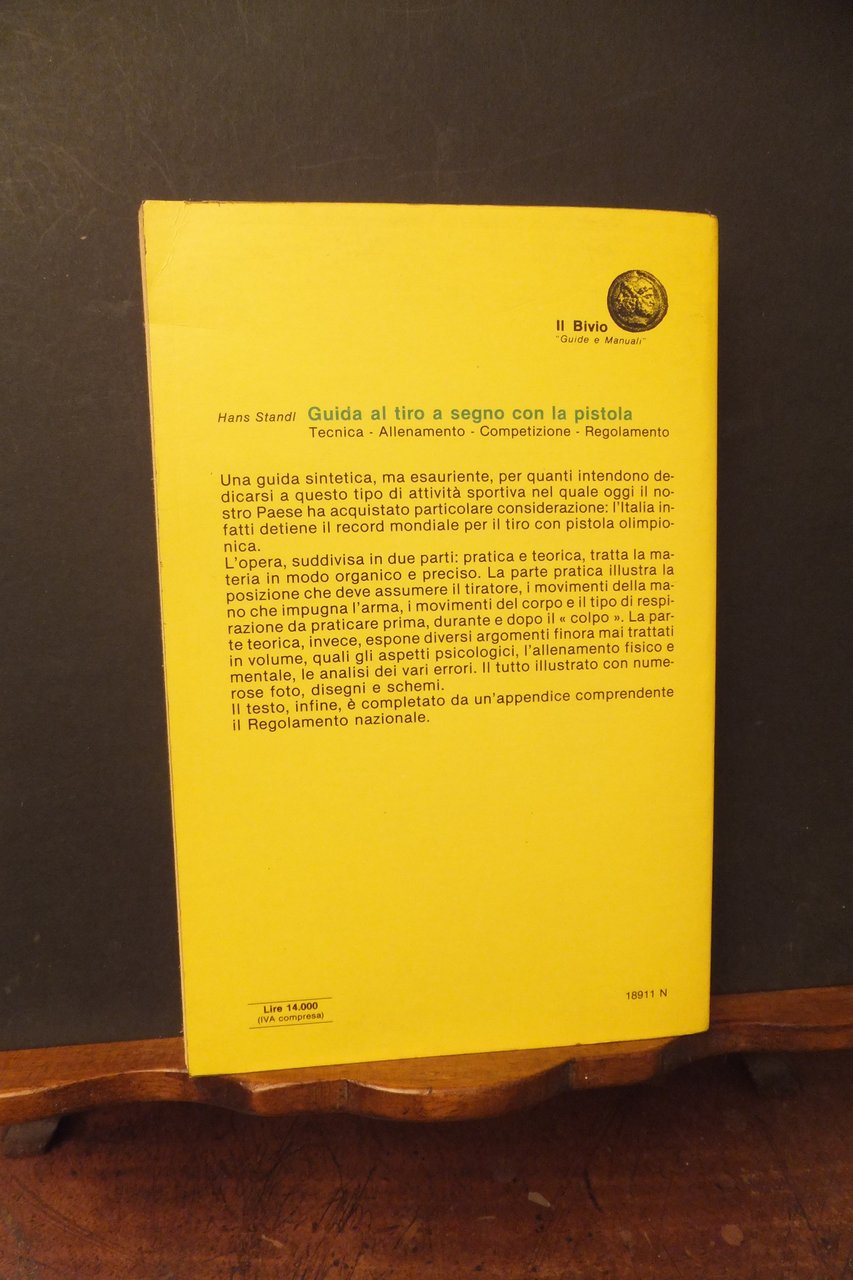 Il Bivio
"Guide e Manuali"
Hans Standl Guida al tiro a segno con la pistola
Tecnica - Allenamento - Competizione - Regolamento
Una guida sintetica, ma esauriente, per quanti intendono de-
dicarsi a questo tipo di attività sportiva nel quale oggi il no-
stro Paese ha acquistato particolare considerazione: l'Italia in-
fatti detiene il record mondiale per il tiro con pistola olimpio-
nica.
L'opera, suddivisa in due parti: pratica e teorica, tratta la ma-
teria in modo organico e preciso. La parte pratica illustra la
posizione che deve assumere il tiratore, i movimenti della ma-
no che impugna l'arma, i movimenti del corpo e il tipo di respi-
razione da praticare prima, durante e dopo il « colpo ». La par-
te teorica, invece, espone diversi argomenti finora mai trattati
in volume, quali gli aspetti psicologici, l'allenamento fisico e
mentale, le analisi dei vari errori. Il tutto illustrato con nume-
rose foto, disegni e schemi.
Il testo, infine, è completato da un'appendice comprendente
il Regolamento nazionale.
Lire 14.000
(IVA compresa)
18911 N